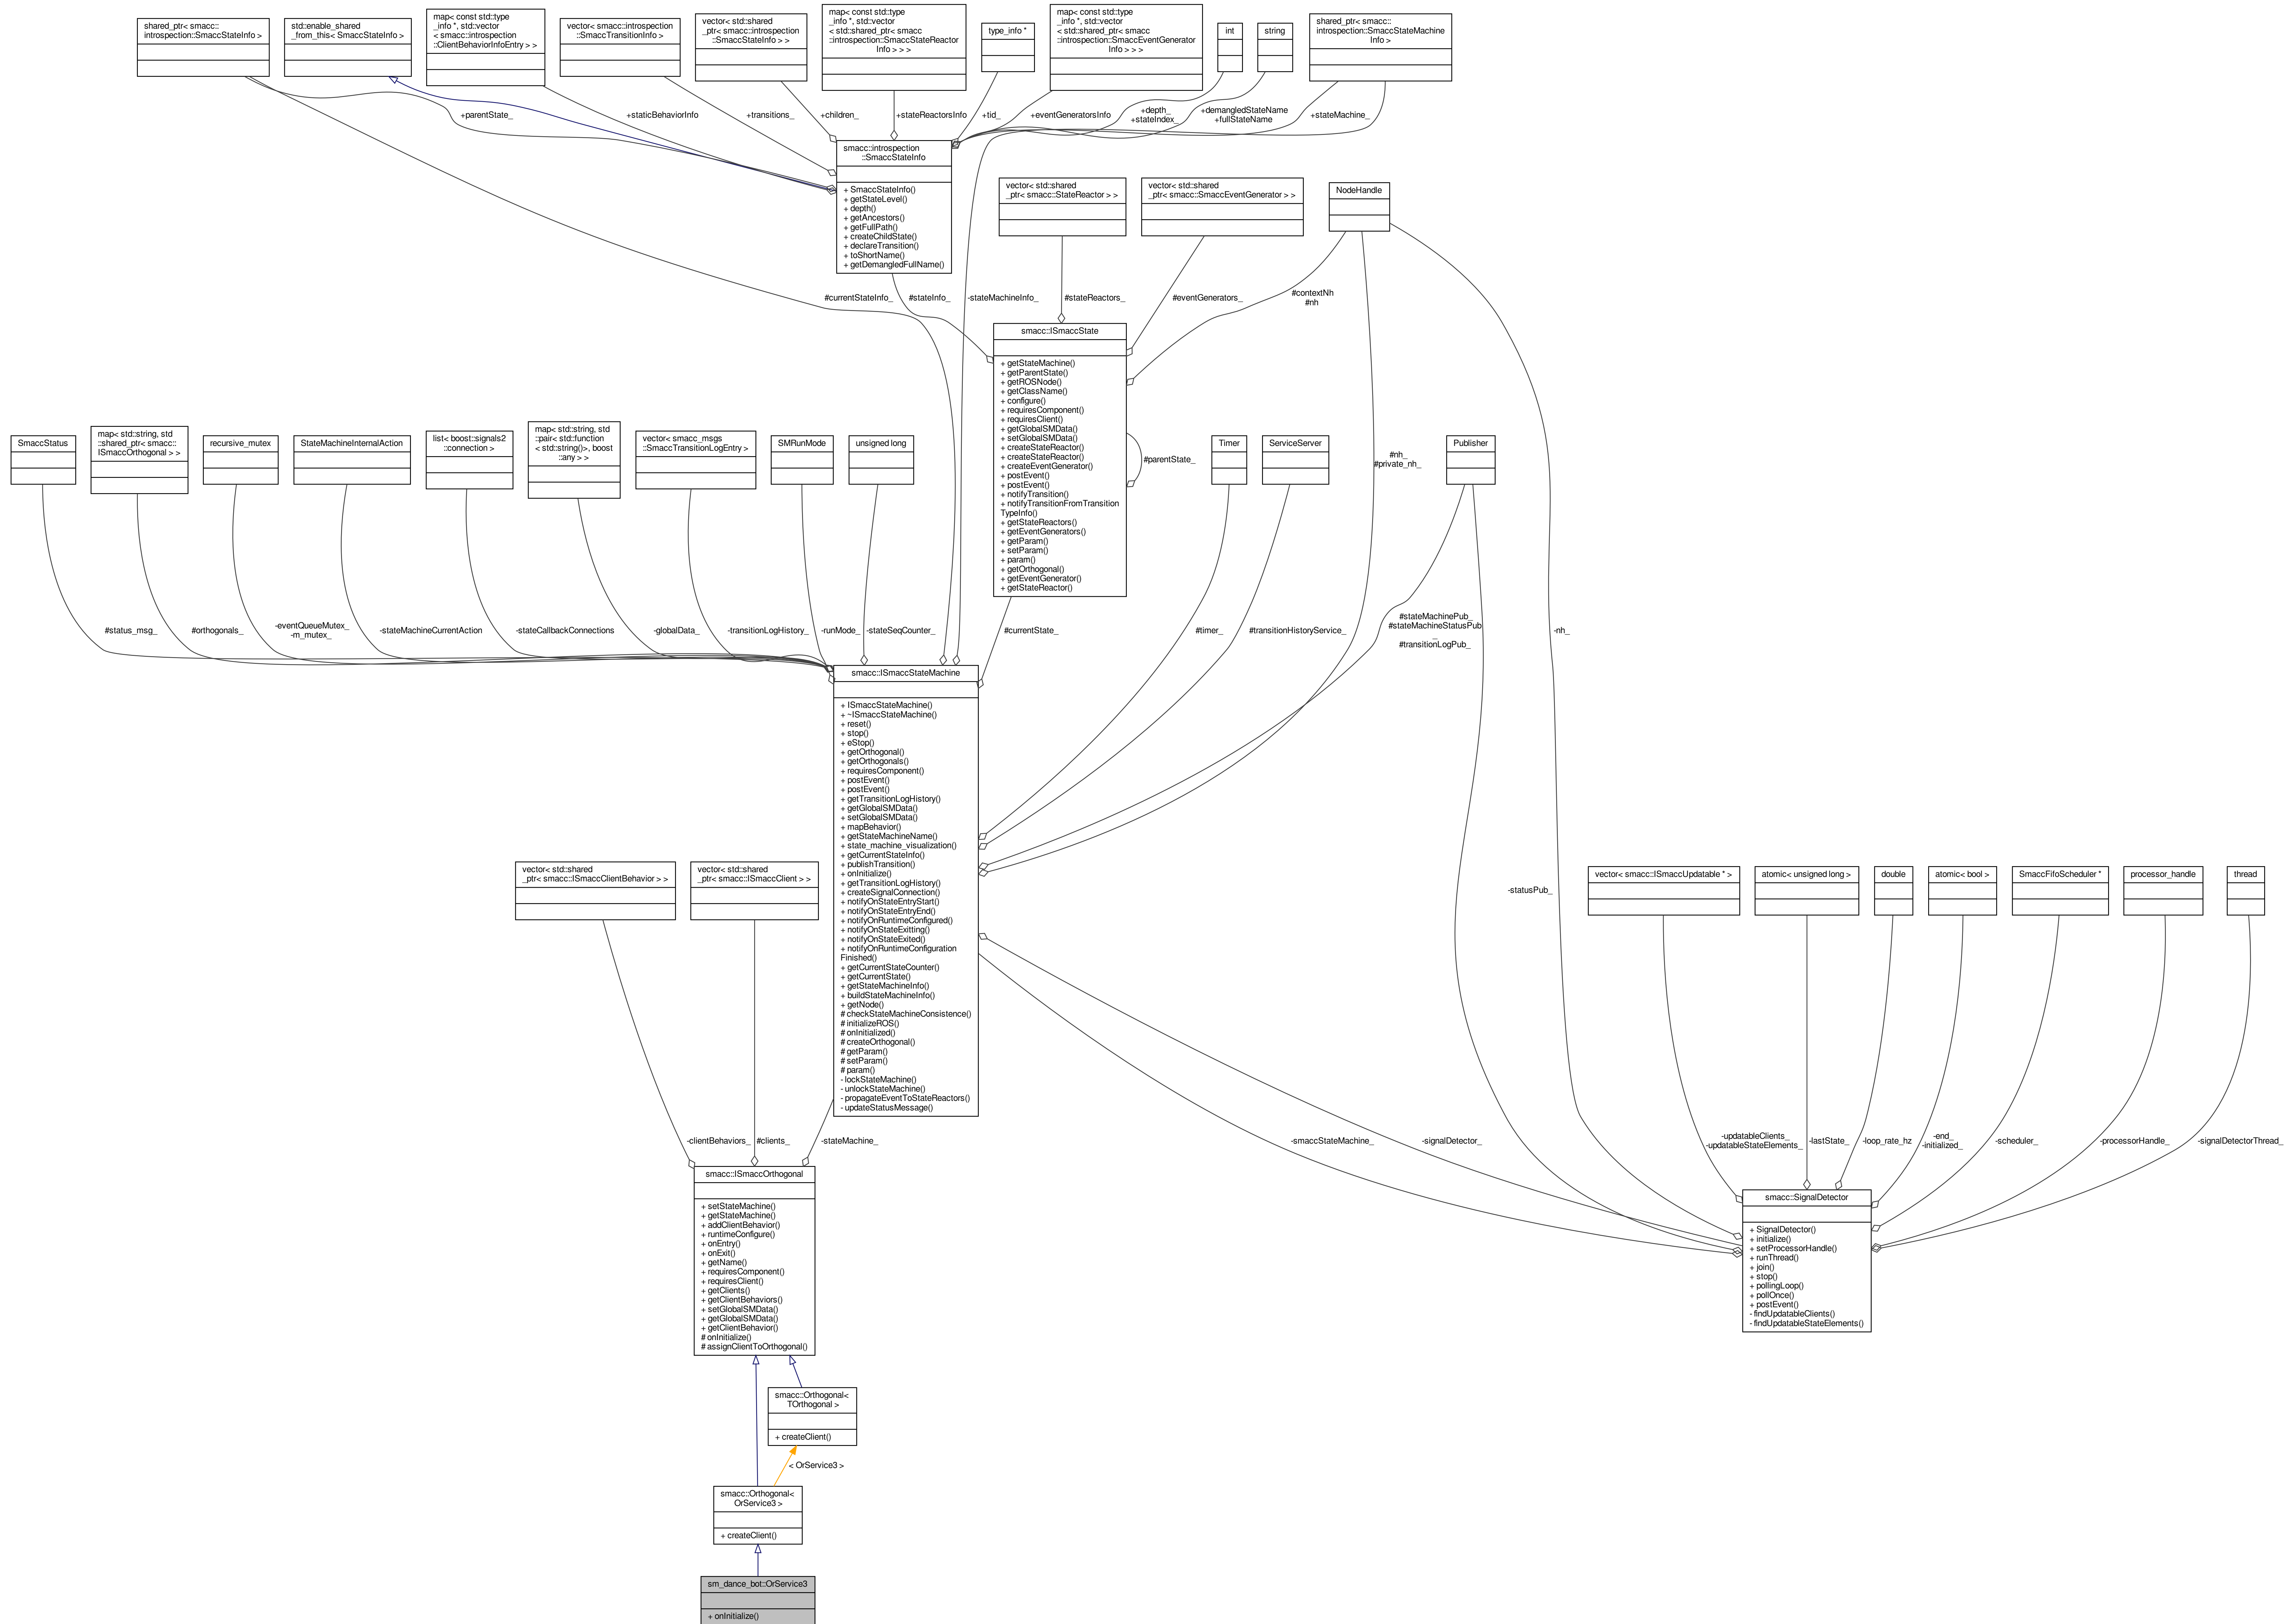 shared_ptr< smacc::
introspection::SmaccStateInfo >
std::enable_shared
_from_this< SmaccStateInfo >
map< const std::type
_info *, std::vector
< smacc::introspection
::ClientBehaviorInfoEntry > >
vector< smacc::introspection
::SmaccTransitionInfo >
vector< std::shared
_ptr< smacc::introspection
::SmaccStateInfo > >
map< const std::type
_info *, std::vector
< std::shared_ptr< smacc
::introspection::SmaccStateReactor
Info > > >
type_info *
map< const std::type
_info *, std::vector
< std::shared_ptr< smacc
::introspection::SmaccEventGenerator
Info > > >
int
string
shared_ptr< smacc::
introspection::SmaccStateMachine
Info >
+parentState_
+staticBehaviorInfo
+transitions_
+children_
+stateReactorsInfo
+tid_
+eventGeneratorsInfo
+depth_
+stateIndex_
+demangledStateName
+fullStateName
+stateMachine_
smacc::introspection
::SmaccStateInfo
+ SmaccStateInfo()
+ getStateLevel()
+ depth()
+ getAncestors()
+ getFullPath()
+ createChildState()
+ declareTransition()
+ toShortName()
+ getDemangledFullName()
vector< std::shared
_ptr< smacc::StateReactor > >
vector< std::shared
_ptr< smacc::SmaccEventGenerator > >
NodeHandle
#currentStateInfo_
#stateInfo_
-stateMachineInfo_
#stateReactors_
#eventGenerators_
#contextNh
#nh
smacc::ISmaccState
+ getStateMachine()
+ getParentState()
+ getROSNode()
+ getClassName()
+ configure()
+ requiresComponent()
+ requiresClient()
+ getGlobalSMData()
+ setGlobalSMData()
+ createStateReactor()
+ createStateReactor()
+ createEventGenerator()
+ postEvent()
+ postEvent()
+ notifyTransition()
+ notifyTransitionFromTransition
TypeInfo()
+ getStateReactors()
+ getEventGenerators()
+ getParam()
+ setParam()
+ param()
+ getOrthogonal()
+ getEventGenerator()
+ getStateReactor()
#parentState_
SmaccStatus
map< std::string, std
::shared_ptr< smacc::
ISmaccOrthogonal > >
recursive_mutex
StateMachineInternalAction
list< boost::signals2
::connection >
map< std::string, std
::pair< std::function
< std::string()>, boost
::any > >
vector< smacc_msgs
::SmaccTransitionLogEntry >
SMRunMode
unsigned long
Timer
ServiceServer
Publisher
#nh_
#private_nh_
#status_msg_
#orthogonals_
-eventQueueMutex_
-m_mutex_
-stateMachineCurrentAction
-stateCallbackConnections
-globalData_
-transitionLogHistory_
-runMode_
-stateSeqCounter_
#currentState_
#timer_
#transitionHistoryService_
#stateMachinePub_
#stateMachineStatusPub
_
#transitionLogPub_
-nh_
smacc::ISmaccStateMachine
+ ISmaccStateMachine()
+ ~ISmaccStateMachine()
+ reset()
+ stop()
+ eStop()
+ getOrthogonal()
+ getOrthogonals()
+ requiresComponent()
+ postEvent()
+ postEvent()
+ getTransitionLogHistory()
+ getGlobalSMData()
+ setGlobalSMData()
+ mapBehavior()
+ getStateMachineName()
+ state_machine_visualization()
+ getCurrentStateInfo()
+ publishTransition()
+ onInitialize()
+ getTransitionLogHistory()
+ createSignalConnection()
+ notifyOnStateEntryStart()
+ notifyOnStateEntryEnd()
+ notifyOnRuntimeConfigured()
+ notifyOnStateExitting()
+ notifyOnStateExited()
+ notifyOnRuntimeConfiguration
Finished()
+ getCurrentStateCounter()
+ getCurrentState()
+ getStateMachineInfo()
+ buildStateMachineInfo()
+ getNode()
# checkStateMachineConsistence()
# initializeROS()
# onInitialized()
# createOrthogonal()
# getParam()
# setParam()
# param()
- lockStateMachine()
- unlockStateMachine()
- propagateEventToStateReactors()
- updateStatusMessage()
vector< std::shared
_ptr< smacc::ISmaccClientBehavior > >
vector< std::shared
_ptr< smacc::ISmaccClient > >
-statusPub_
vector< smacc::ISmaccUpdatable * >
atomic< unsigned long >
double
atomic< bool >
SmaccFifoScheduler *
processor_handle
thread
-clientBehaviors_
#clients_
-stateMachine_
-smaccStateMachine_
-signalDetector_
-updatableClients_
-updatableStateElements_
-lastState_
-loop_rate_hz
-end_
-initialized_
-scheduler_
-processorHandle_
-signalDetectorThread_
smacc::ISmaccOrthogonal
+ setStateMachine()
+ getStateMachine()
+ addClientBehavior()
+ runtimeConfigure()
+ onEntry()
+ onExit()
+ getName()
+ requiresComponent()
+ requiresClient()
+ getClients()
+ getClientBehaviors()
+ setGlobalSMData()
+ getGlobalSMData()
+ getClientBehavior()
# onInitialize()
# assignClientToOrthogonal()
smacc::SignalDetector
+ SignalDetector()
+ initialize()
+ setProcessorHandle()
+ runThread()
+ join()
+ stop()
+ pollingLoop()
+ pollOnce()
+ postEvent()
- findUpdatableClients()
- findUpdatableStateElements()
smacc::Orthogonal<
TOrthogonal >
+ createClient()
< OrService3 >
smacc::Orthogonal<
OrService3 >
+ createClient()
sm_dance_bot::OrService3
+ onInitialize()